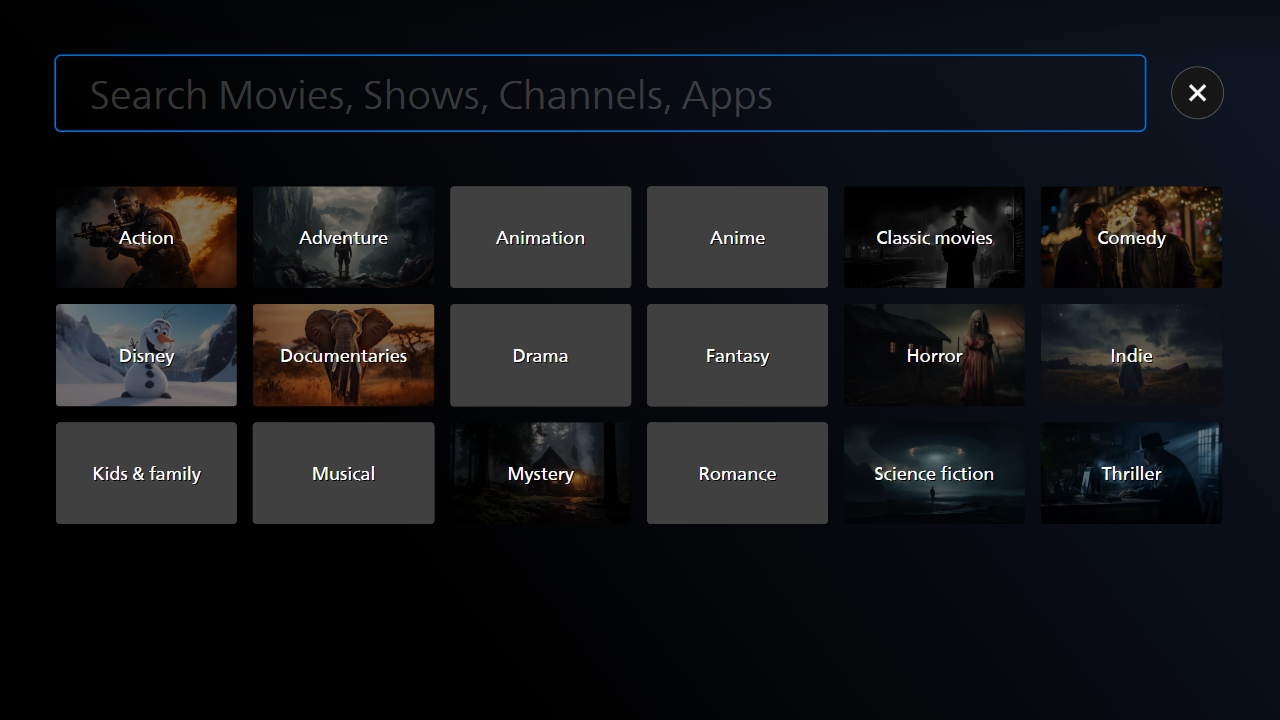 Search Movies, Shows, Channels, Apps
Action
Adventure
Animation
Anime
Classic movies
Comedy
Disney
Documentaries
Drama
Fantasy
Horror
Indie
Kids & family
Musical
Mystery
Romance
Science fiction
Thriller